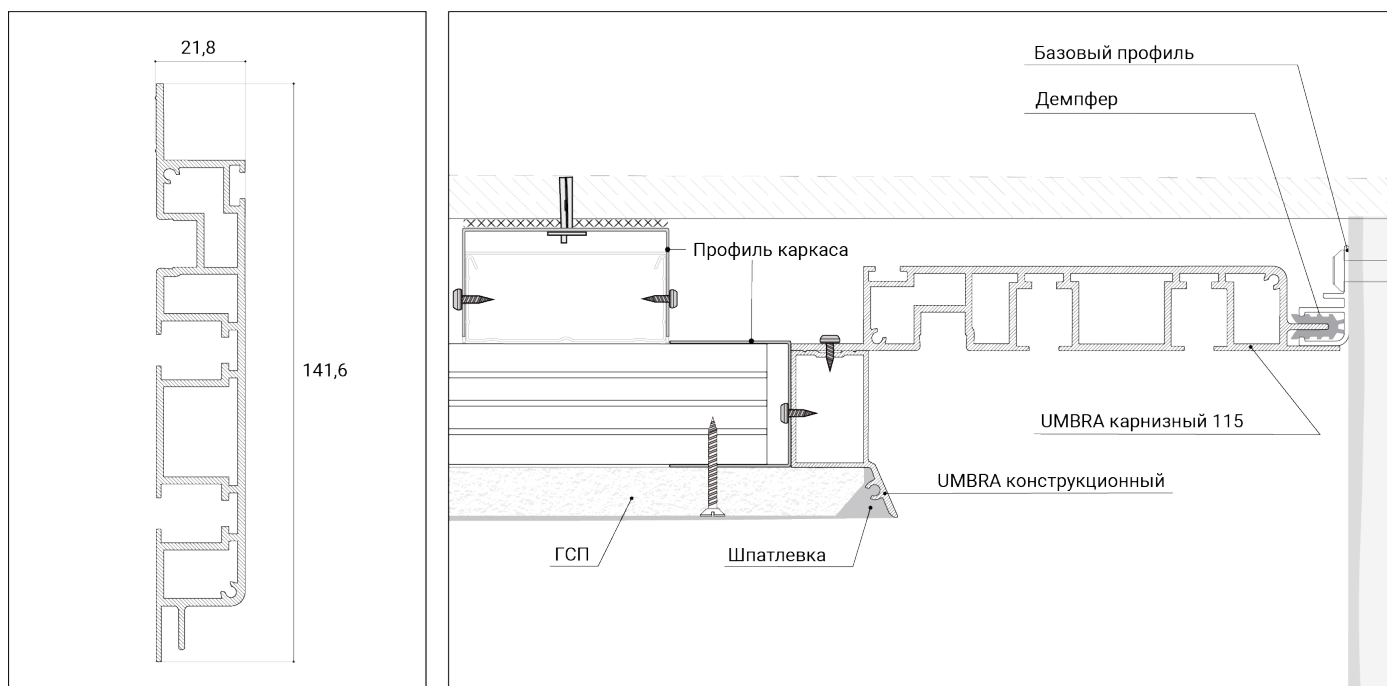 21,8
141,6
Базовый профиль
Демпфер
Профиль каркаса
UMBRA карнизный 115
UMBRA конструкционный
ГСП
Шпатлевка